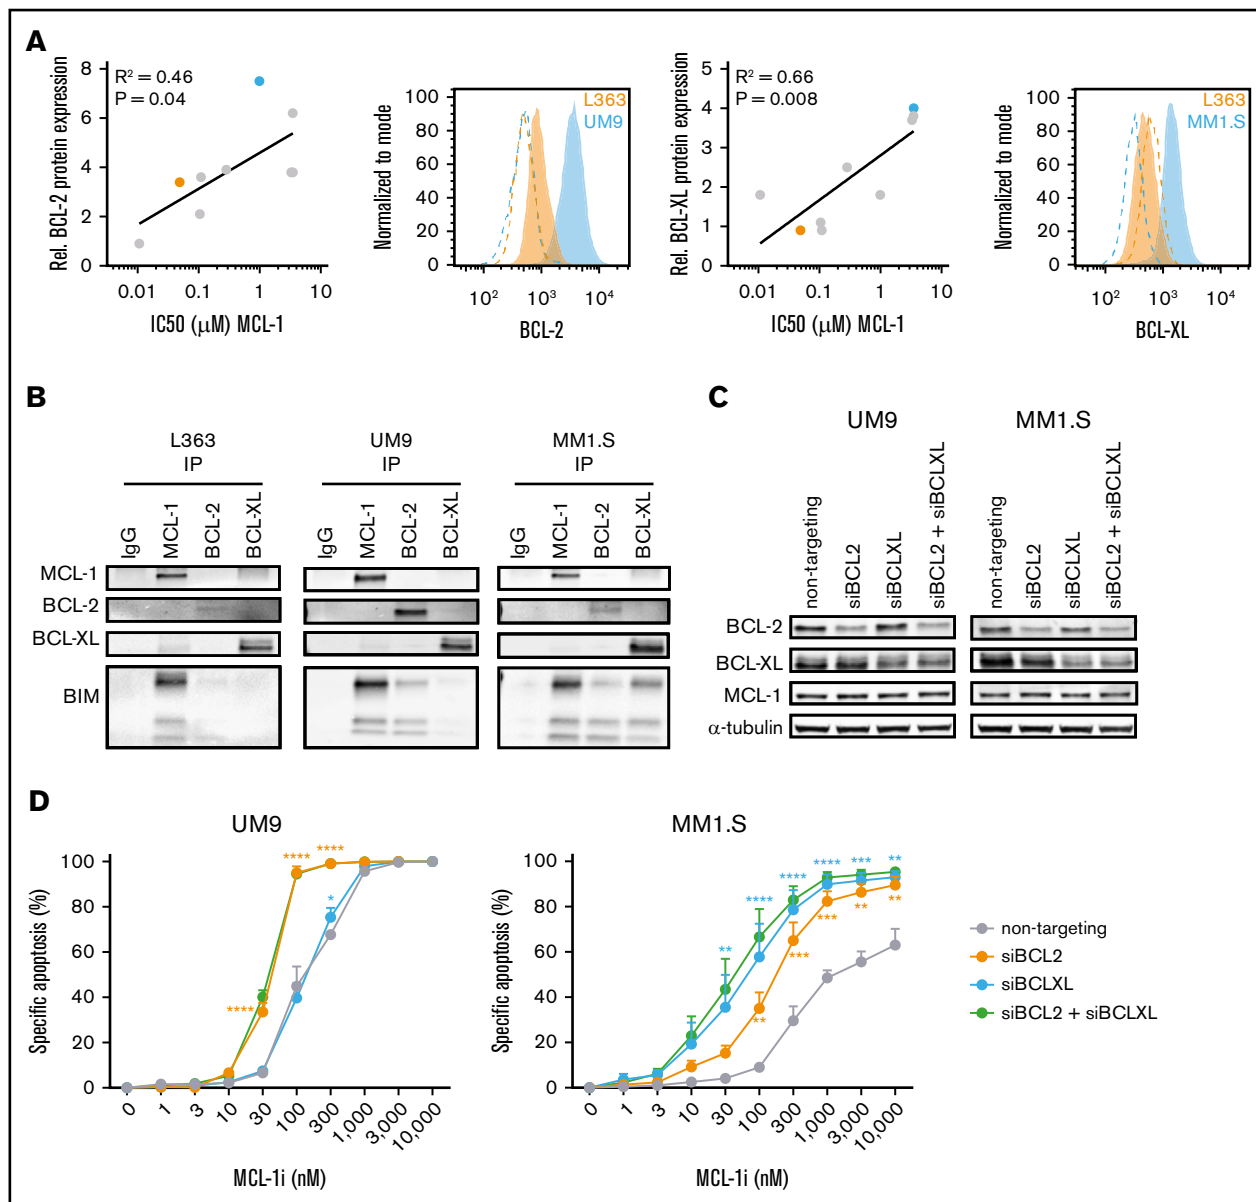 A
Rel. BCL-2 protein expression
R² = 0.46
P = 0.04
8
6
4
2
0
0.01 0.1 1 10
IC50 (μM) MCL-1
Normalized to mode
100
80
60
40
20
0
L363
UM9
10² 10³ 10⁴
BCL-2
Rel. BCL-XL protein expression
R² = 0.66
P = 0.008
5
4
3
2
1
0
0.01 0.1 1 10
IC50 (μM) MCL-1
Normalized to mode
100
80
60
40
20
0
L363
MM1.S
10² 10³ 10⁴
BCL-XL
B
L363
IP
UM9
IP
MM1.S
IP
IgG MCL-1 BCL-2 BCL-XL
IgG MCL-1 BCL-2 BCL-XL
IgG MCL-1 BCL-2 BCL-XL
MCL-1
BCL-2
BCL-XL
BIM
C
UM9
MM1.S
non-targeting siBCL2 siBCLXL siBCL2 + siBCLXL
non-targeting siBCL2 siBCLXL siBCL2 + siBCLXL
BCL-2
BCL-XL
MCL-1
α-tubulin
D
UM9
Specific apoptosis (%)
100
80
60
40
20
0
**** ****
*
****
0 1 3 10 30 100 300 1,000 3,000 10,000
MCL-1i (nM)
MM1.S
Specific apoptosis (%)
100
80
60
40
20
0
**** *** **
****
****
**
*** ** **
***
**
0 1 3 10 30 100 300 1,000 3,000 10,000
MCL-1i (nM)
non-targeting
siBCL2
siBCLXL
siBCL2 + siBCLXL